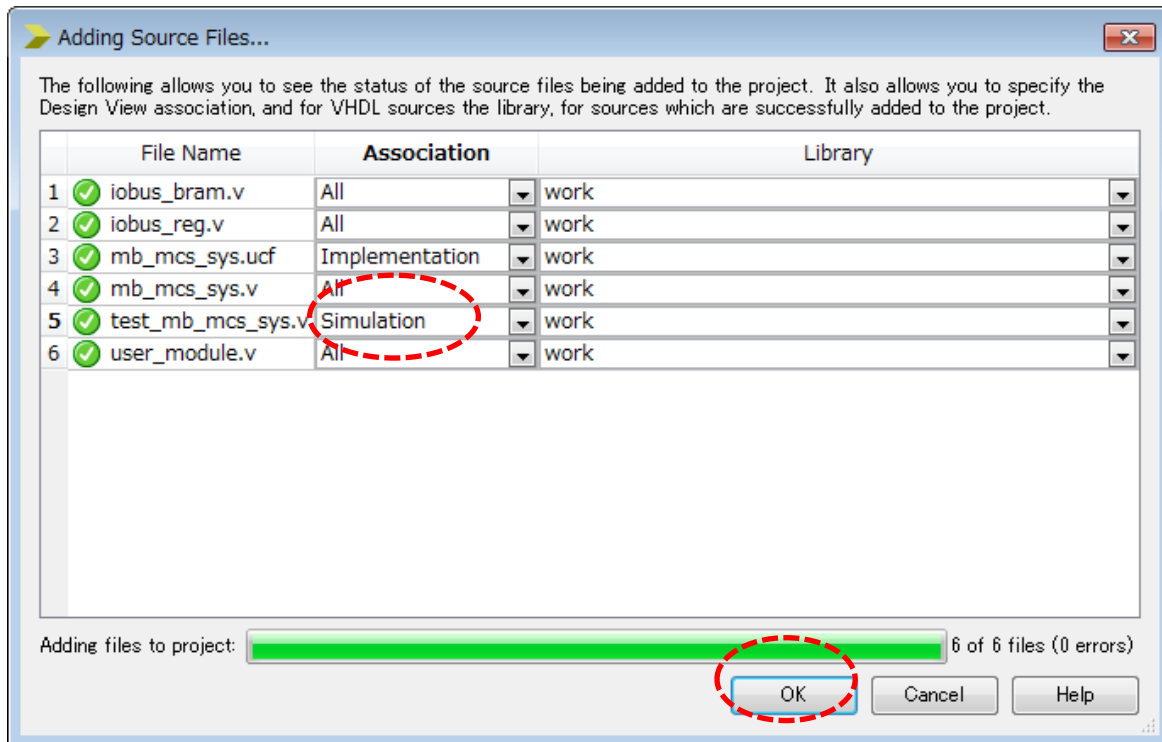 Adding Source Files...
The following allows you to see the status of the source files being added to the project. It also allows you to specify the
Design View association, and for VHDL sources the library, for sources which are successfully added to the project.
File Name Association Library
1 iobus_bram.v All work
2 iobus_reg.v All work
3 mb_mcs_sys.ucf Implementation work
4 mb_mcs_sys.v All work
5 test_mb_mcs_sys.v Simulation work
6 user_module.v All work
Adding files to project: 6 of 6 files (0 errors)
OK Cancel Help